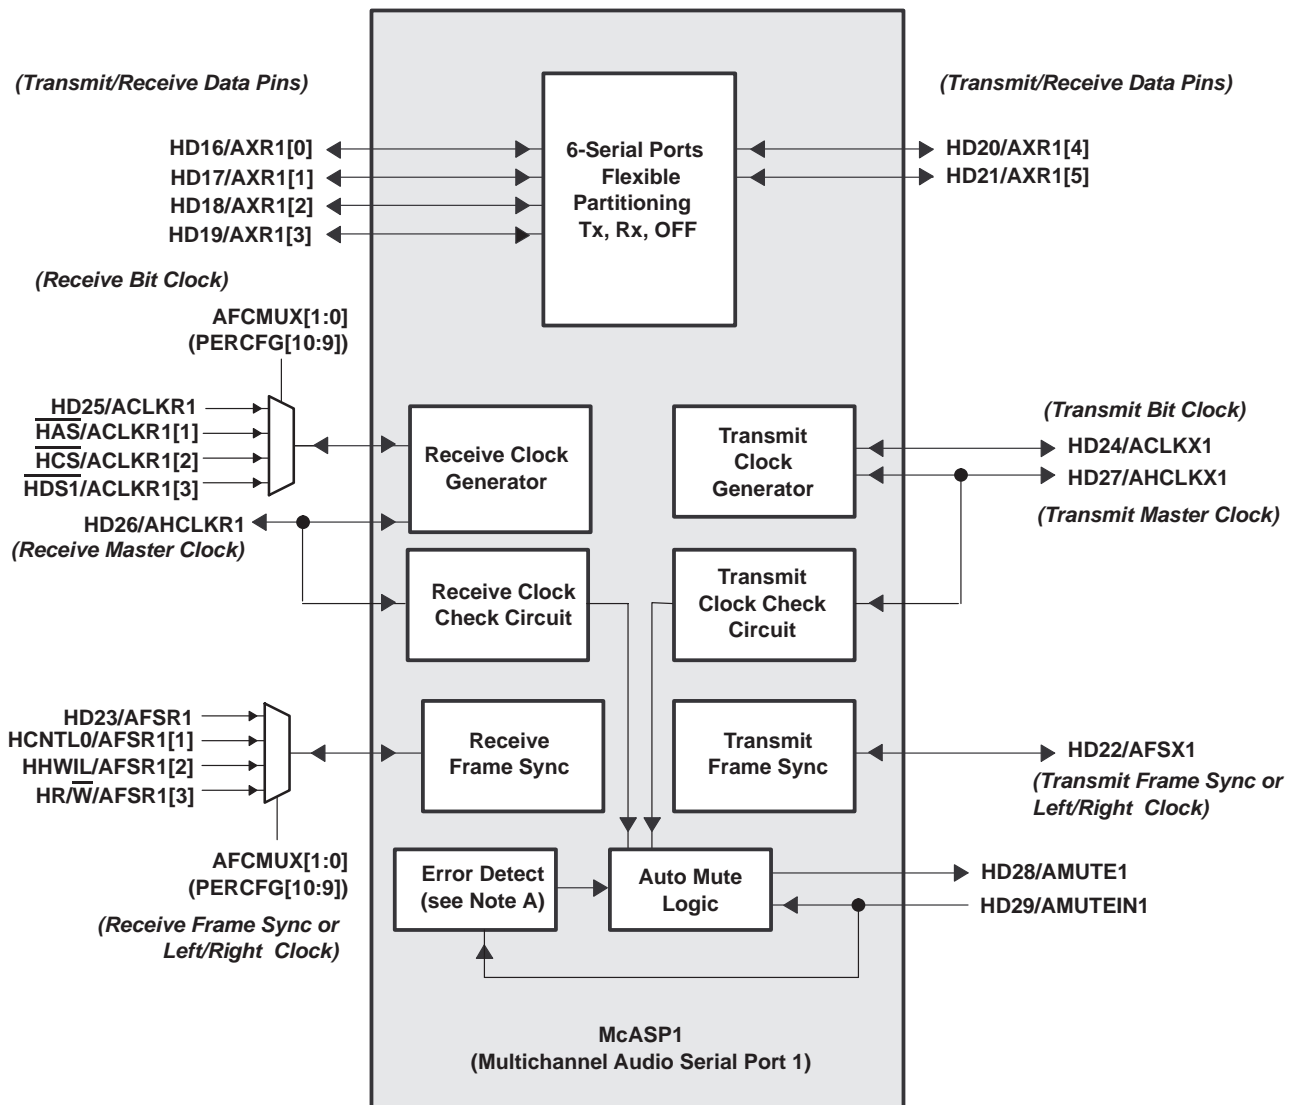 (Transmit/Receive Data Pins)
HD16/AXR1[0]
HD17/AXR1[1]
HD18/AXR1[2]
HD19/AXR1[3]
6-Serial Ports
Flexible
Partitioning
Tx, Rx, OFF
(Transmit/Receive Data Pins)
HD20/AXR1[4]
HD21/AXR1[5]
(Receive Bit Clock)
AFCMUX[1:0]
(PERCFG[10:9])
HD25/ACLKR1
HAS/ACLKR1[1]
HCS/ACLKR1[2]
HDS1/ACLKR1[3]
HD26/AHCLKR1
(Receive Master Clock)
Receive Clock
Generator
Transmit
Clock
Generator
(Transmit Bit Clock)
HD24/ACLKX1
HD27/AHCLKX1
(Transmit Master Clock)
Receive Clock
Check Circuit
Transmit
Clock Check
Circuit
HD23/AFSR1
HCNTL0/AFSR1[1]
HHWIL/AFSR1[2]
HR/W/AFSR1[3]
Receive
Frame Sync
Transmit
Frame Sync
HD22/AFSX1
(Transmit Frame Sync or
Left/Right Clock)
AFCMUX[1:0]
(PERCFG[10:9])
(Receive Frame Sync or
Left/Right Clock)
Error Detect
(see Note A)
Auto Mute
Logic
HD28/AMUTE1
HD29/AMUTEIN1
McASP1
(Multichannel Audio Serial Port 1)